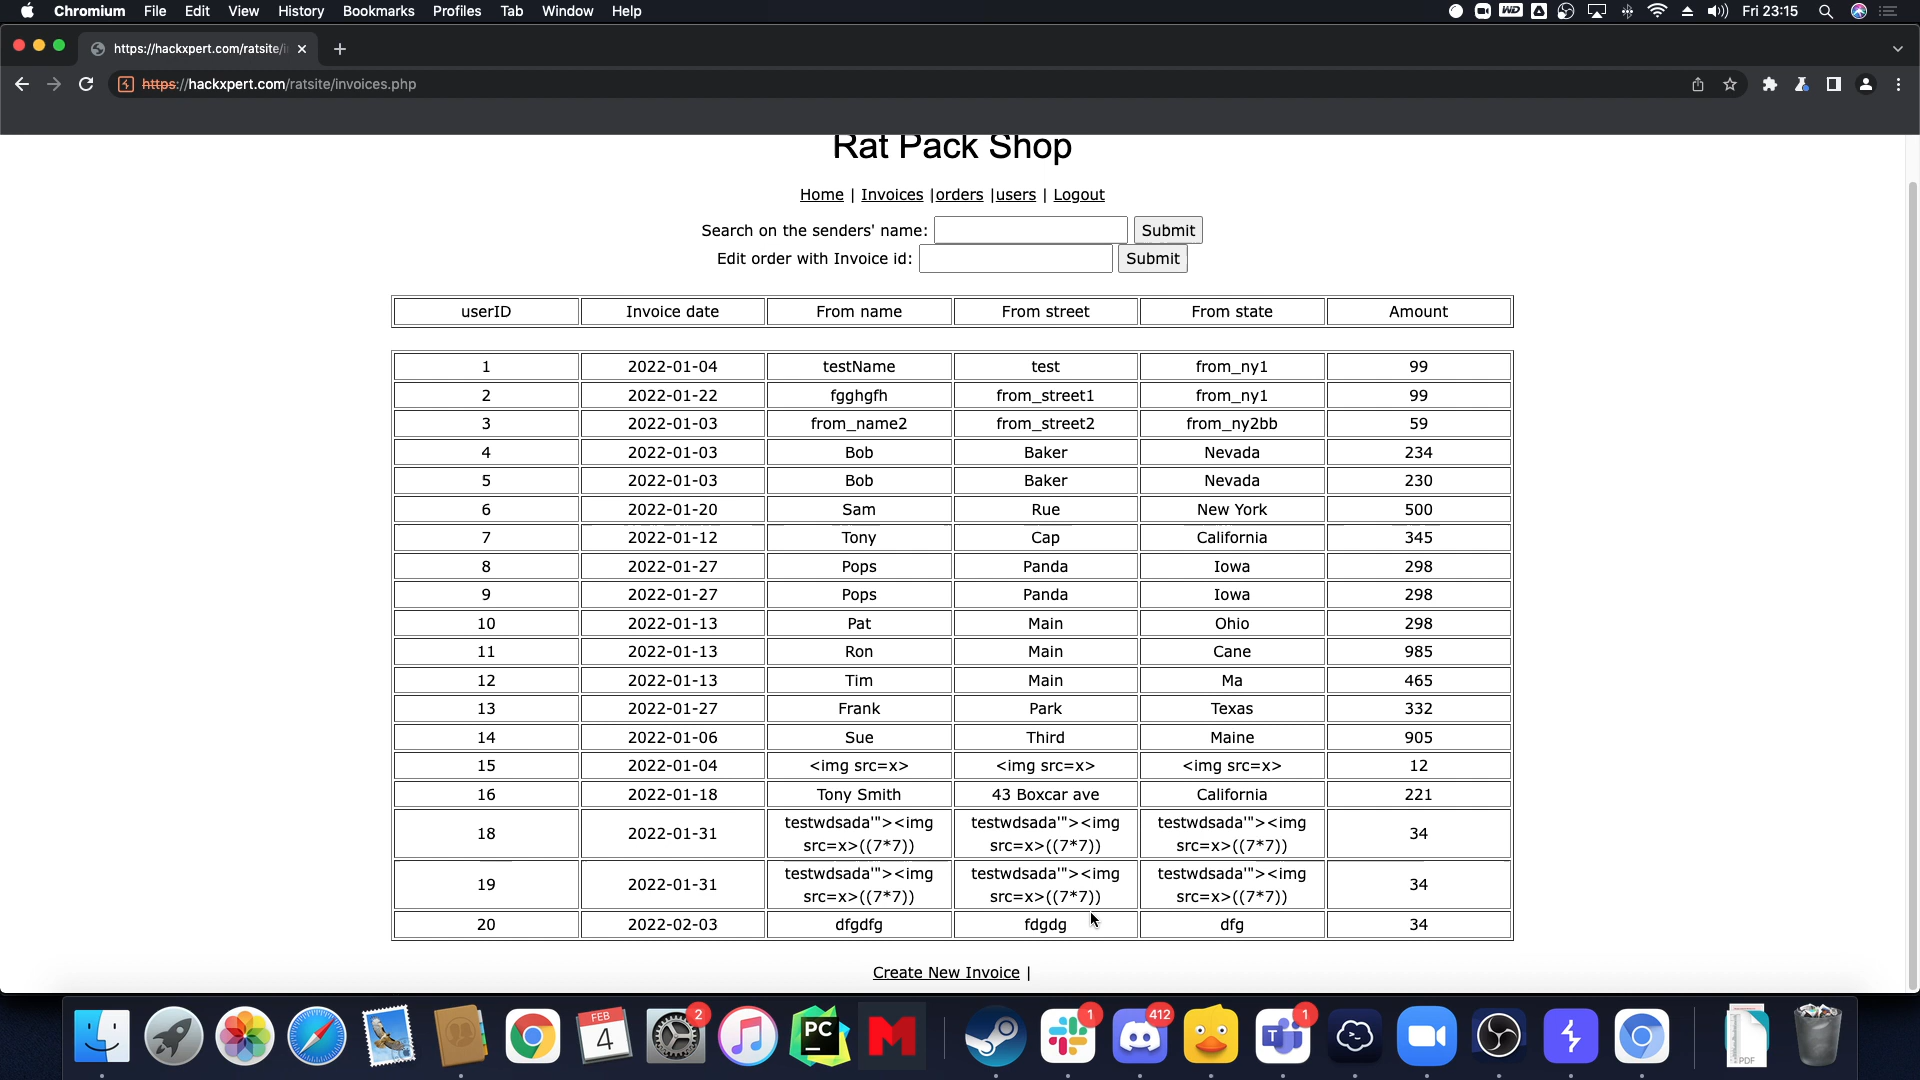 Chromium File Edit View History Bookmarks Profiles Tab Window Help WD Fri 23:15
https://hackxpert.com/ratsite/i
https://hackxpert.com/ratsite/invoices.php
Rat Pack Shop
Home | Invoices |orders |users | Logout
Search on the senders' name: Submit
Edit order with Invoice id: Submit
userID Invoice date From name From street From state Amount
1 2022-01-04 testName test from_ny1 99
2 2022-01-22 fgghgfh from_street1 from_ny1 99
3 2022-01-03 from_name2 from_street2 from_ny2bb 59
4 2022-01-03 Bob Baker Nevada 234
5 2022-01-03 Bob Baker Nevada 230
6 2022-01-20 Sam Rue New York 500
7 2022-01-12 Tony Cap California 345
8 2022-01-27 Pops Panda Iowa 298
9 2022-01-27 Pops Panda Iowa 298
10 2022-01-13 Pat Main Ohio 298
11 2022-01-13 Ron Main Cane 985
12 2022-01-13 Tim Main Ma 465
13 2022-01-27 Frank Park Texas 332
14 2022-01-06 Sue Third Maine 905
15 2022-01-04 <img src=x> <img src=x> <img src=x> 12
16 2022-01-18 Tony Smith 43 Boxcar ave California 221
18 2022-01-31 testwdsada'"><img src=x>((7*7)) testwdsada'"><img src=x>((7*7)) testwdsada'"><img src=x>((7*7)) 34
19 2022-01-31 testwdsada'"><img src=x>((7*7)) testwdsada'"><img src=x>((7*7)) testwdsada'"><img src=x>((7*7)) 34
20 2022-02-03 dfgdfg fdgdg dfg 34
Create New Invoice |
FEB 4 2 PC 1 412 1 PDF